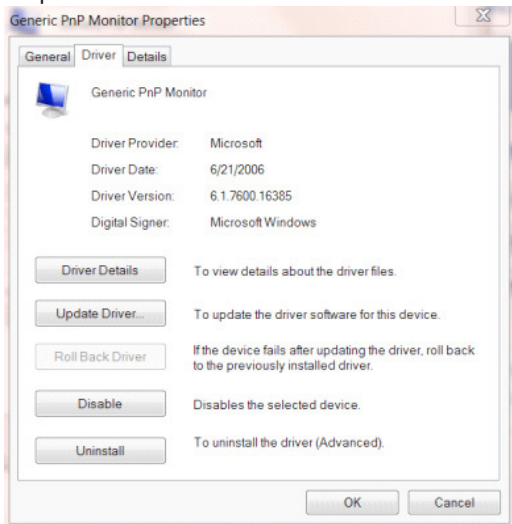 Generic PnP Monitor Properties
General Driver Details
Generic PnP Monitor
Driver Provider: Microsoft
Driver Date: 6/21/2006
Driver Version: 6.1.7600.16385
Digital Signer: Microsoft Windows
Driver Details To view details about the driver files.
Update Driver... To update the driver software for this device.
Roll Back Driver If the device fails after updating the driver, roll back
to the previously installed driver.
Disable Disables the selected device.
Uninstall To uninstall the driver (Advanced).
OK Cancel